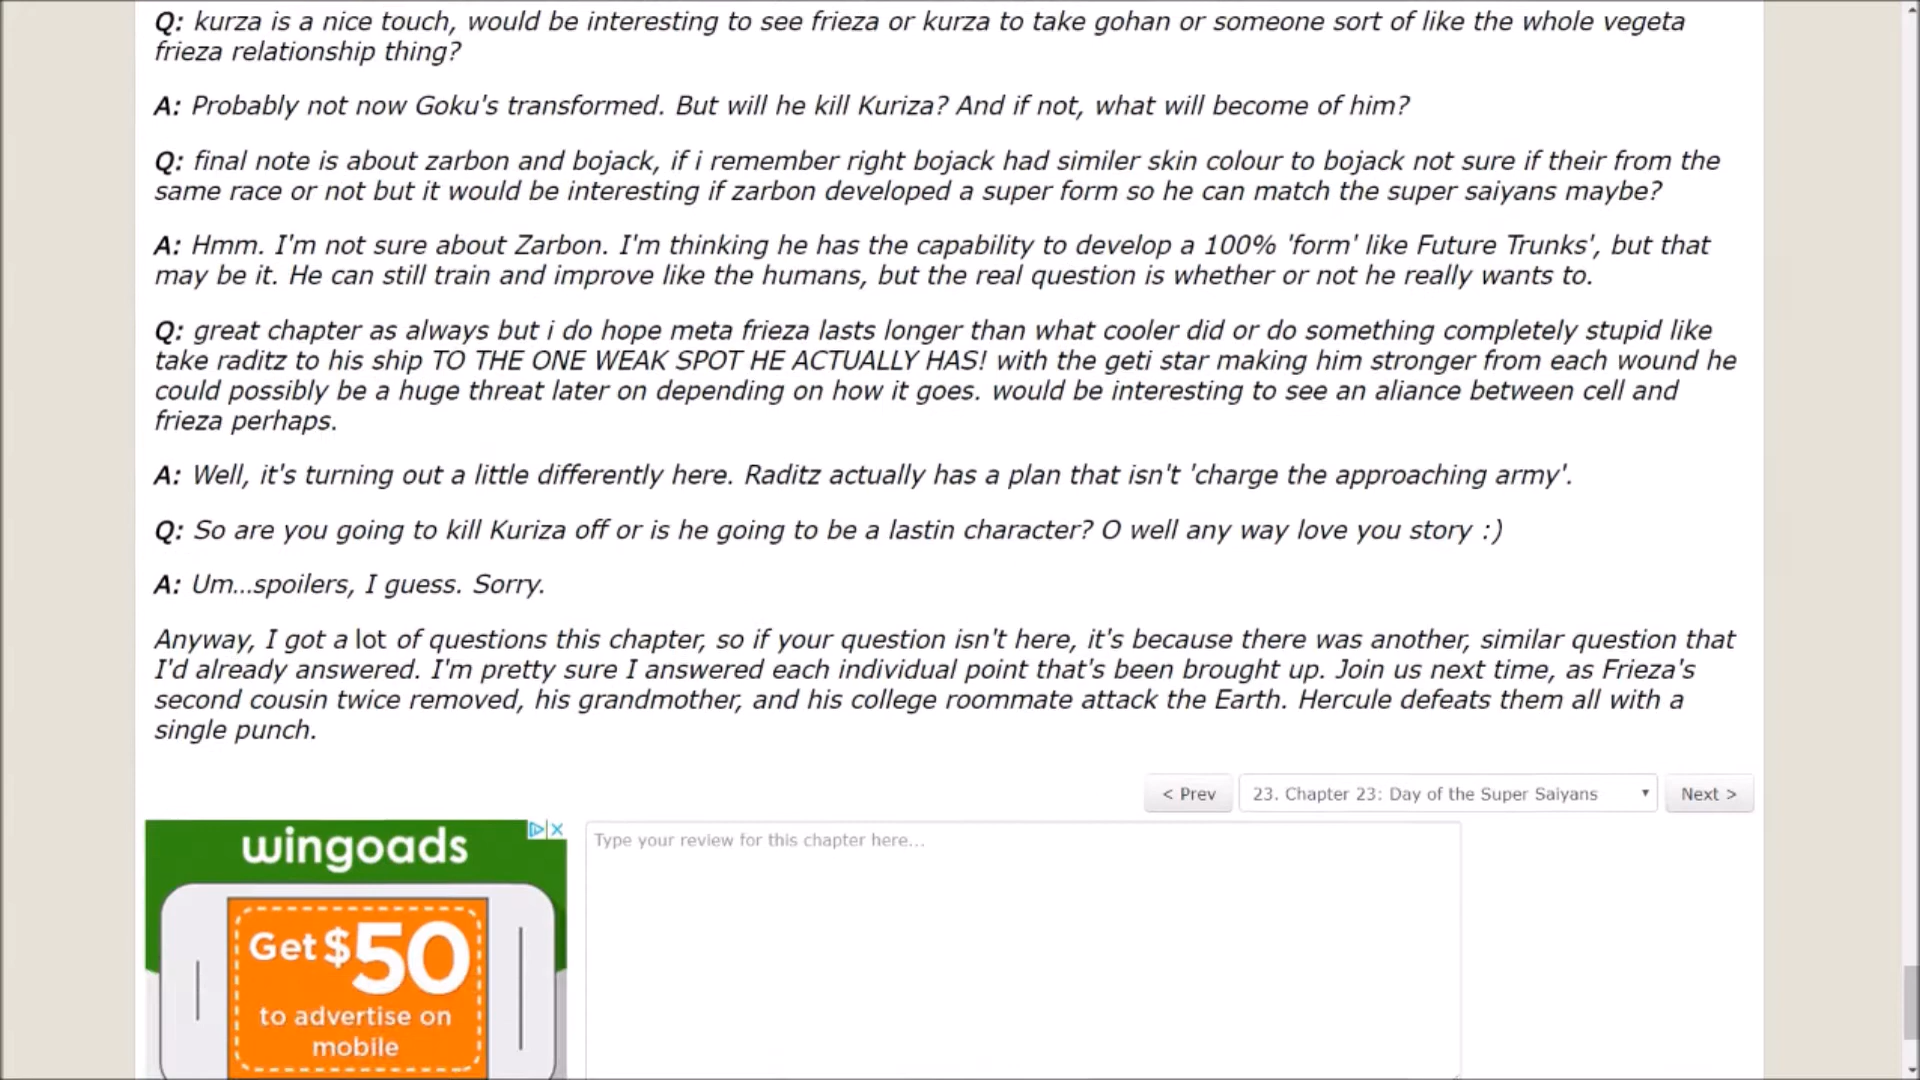 Q: kurza is a nice touch, would be interesting to see frieza or kurza to take gohan or someone sort of like the whole vegeta
frieza relationship thing?
A: Probably not now Goku's transformed. But will he kill Kuriza? And if not, what will become of him?
Q: final note is about zarbon and bojack, if i remember right bojack had similer skin colour to bojack not sure if their from the
same race or not but it would be interesting if zarbon developed a super form so he can match the super saiyans maybe?
A: Hmm. I'm not sure about Zarbon. I'm thinking he has the capability to develop a 100% 'form' like Future Trunks', but that
may be it. He can still train and improve like the humans, but the real question is whether or not he really wants to.
Q: great chapter as always but i do hope meta frieza lasts longer than what cooler did or do something completely stupid like
take raditz to his ship TO THE ONE WEAK SPOT HE ACTUALLY HAS! with the geti star making him stronger from each wound he
could possibly be a huge threat later on depending on how it goes. would be interesting to see an aliance between cell and
frieza perhaps.
A: Well, it's turning out a little differently here. Raditz actually has a plan that isn't 'charge the approaching army'.
Q: So are you going to kill Kuriza off or is he going to be a lastin character? O well any way love you story :)
A: Um...spoilers, I guess. Sorry.
Anyway, I got a lot of questions this chapter, so if your question isn't here, it's because there was another, similar question that
I'd already answered. I'm pretty sure I answered each individual point that's been brought up. Join us next time, as Frieza's
second cousin twice removed, his grandmother, and his college roommate attack the Earth. Hercule defeats them all with a
single punch.
< Prev 23. Chapter 23: Day of the Super Saiyans Next >
wingoads
Get $50
to advertise on
mobile
Type your review for this chapter here...